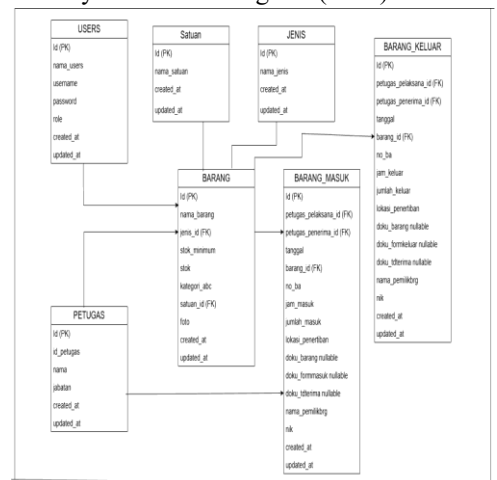 USERS
Id (PK)
nama_users
username
password
role
created_at
updated_at
Satuan
Id (PK)
nama_satuan
created_at
updated_at
JENIS
Id (PK)
nama_jenis
created_at
updated_at
BARANG_KELUAR
Id (PK)
petugas_pelaksana_id (FK)
petugas_penerima_id (FK)
tanggal
barang_id (FK)
no_ba
jam_keluar
jumlah_keluar
lokasi_penertiban
doku_barang nullable
doku_formkeluar nullable
doku_tdterima nullable
nama_pemilikbrg
nik
created_at
updated_at
BARANG
Id (PK)
nama_barang
jenis_id (FK)
stok_minimum
stok
kategori_abc
satuan_id (FK)
foto
created_at
updated_at
BARANG_MASUK
Id (PK)
petugas_pelaksana_id (FK)
petugas_penerima_id (FK)
tanggal
barang_id (FK)
no_ba
jam_masuk
jumlah_masuk
lokasi_penertiban
doku_barang nullable
doku_formmasuk nullable
doku_tdterima nullable
nama_pemilikbrg
nik
created_at
updated_at
PETUGAS
Id (PK)
id_petugas
nama
jabatan
created_at
updated_at